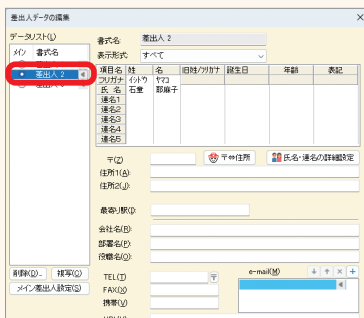 差出人データの編集
データリスト(L)
メイン 書式名
差出人 2
書式名: 差出人 2
表示形式: すべて
項目名 姓 名 旧姓/フリガナ 誕生日 年齢 表記
フリガナ イシドウ ヤマコ
氏 名 石童 耶麻子
連名1
連名2
連名3
連名4
連名5
〒(Z) 〒⇔住所 氏名・連名の詳細設定
住所1(A):
住所2(J):
最寄り駅(I):
会社名(R):
部署名(P):
役職名(O):
削除(D)... 複写(C)
メイン差出人設定(S)
TEL(T) 〒
FAX(X)
携帯(V)
e-mail(M)